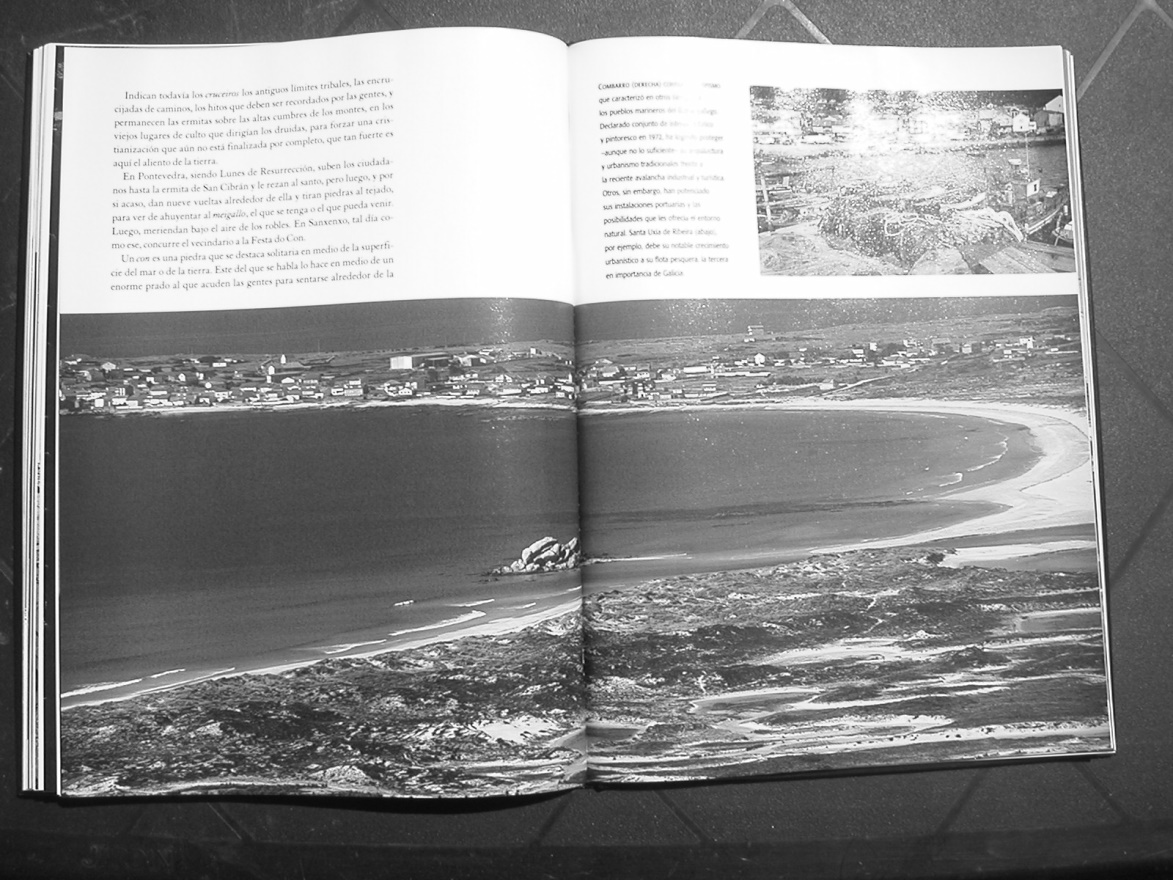 Indican todavía los cruceiros los antiguos límites tribales, las encru-
cijadas de caminos, los hitos que deben ser recordados por las gentes, y
permanecen las ermitas sobre las altas cumbres de los montes, en los
viejos lugares de culto que dirigían los druidas, para forzar una cris-
tianización que aún no está finalizada por completo, que tan fuerte es
aquí el aliento de la tierra.
En Pontevedra, siendo Lunes de Resurrección, suben los ciudada-
nos hasta la ermita de San Cibrán y le rezan al santo, pero luego, y por
si acaso, dan nueve vueltas alrededor de ella y tiran piedras al tejado,
para ver de ahuyentar al meigallo, el que se tenga o el que pueda venir.
Luego, meriendan bajo el aire de los robles. En Sanxenxo, tal día co-
mo ese, concurre el vecindario a la Festa do Con.
Un con es una piedra que se destaca solitaria en medio de la superfi-
cie del mar o de la tierra. Este del que se habla lo hace en medio de un
enorme prado al que acuden las gentes para sentarse alrededor de la
COMBARRO (DERECHA)
que caracterizó en otros
los pueblos marineros del gallego.
Declarado conjunto de
y pintoresco en 1972, ha logrado proteger
–aunque no lo suficiente– su arquitectura
y urbanismo tradicionales frente a
la reciente avalancha industrial y turística.
Otros, sin embargo, han potenciado
sus instalaciones portuarias y las
posibilidades que les ofrecía el entorno
natural. Santa Uxía de Ribeira (abajo),
por ejemplo, debe su notable crecimiento
urbanístico a su flota pesquera, la tercera
en importancia de Galicia.